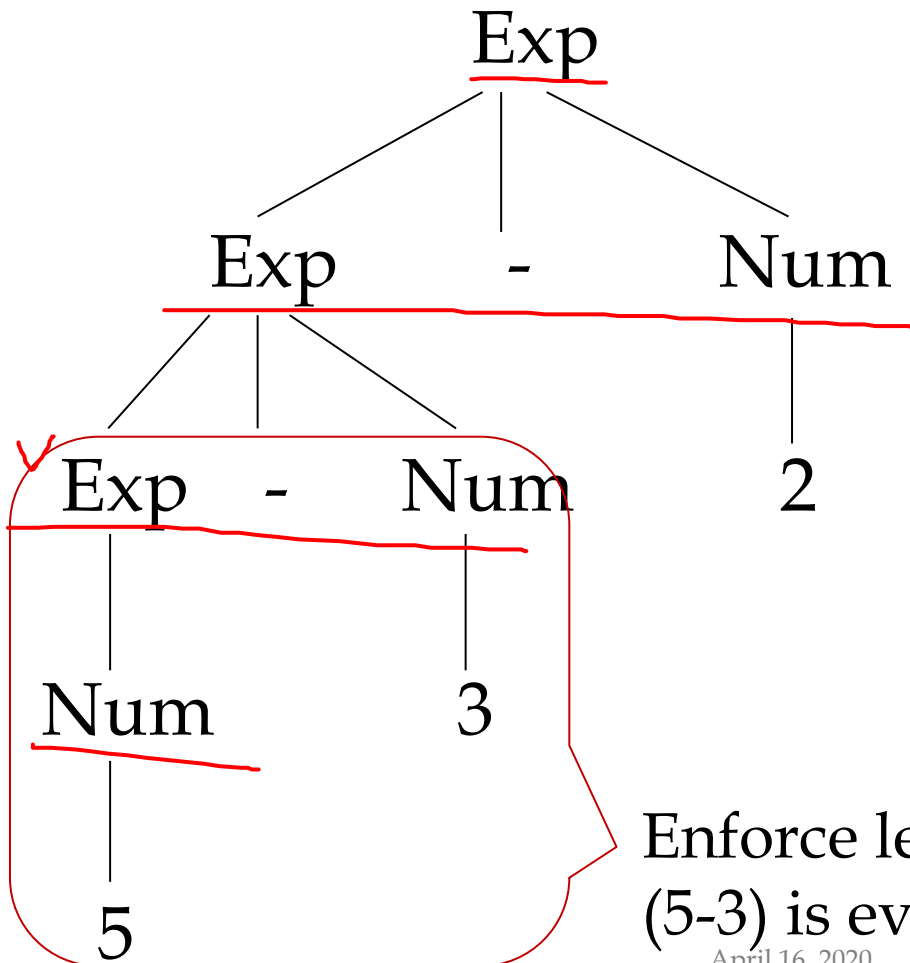 Exp
Exp - Num
Exp - Num 2
Num 3
5
Enforce le
(5-3) is ev
April 16, 2020